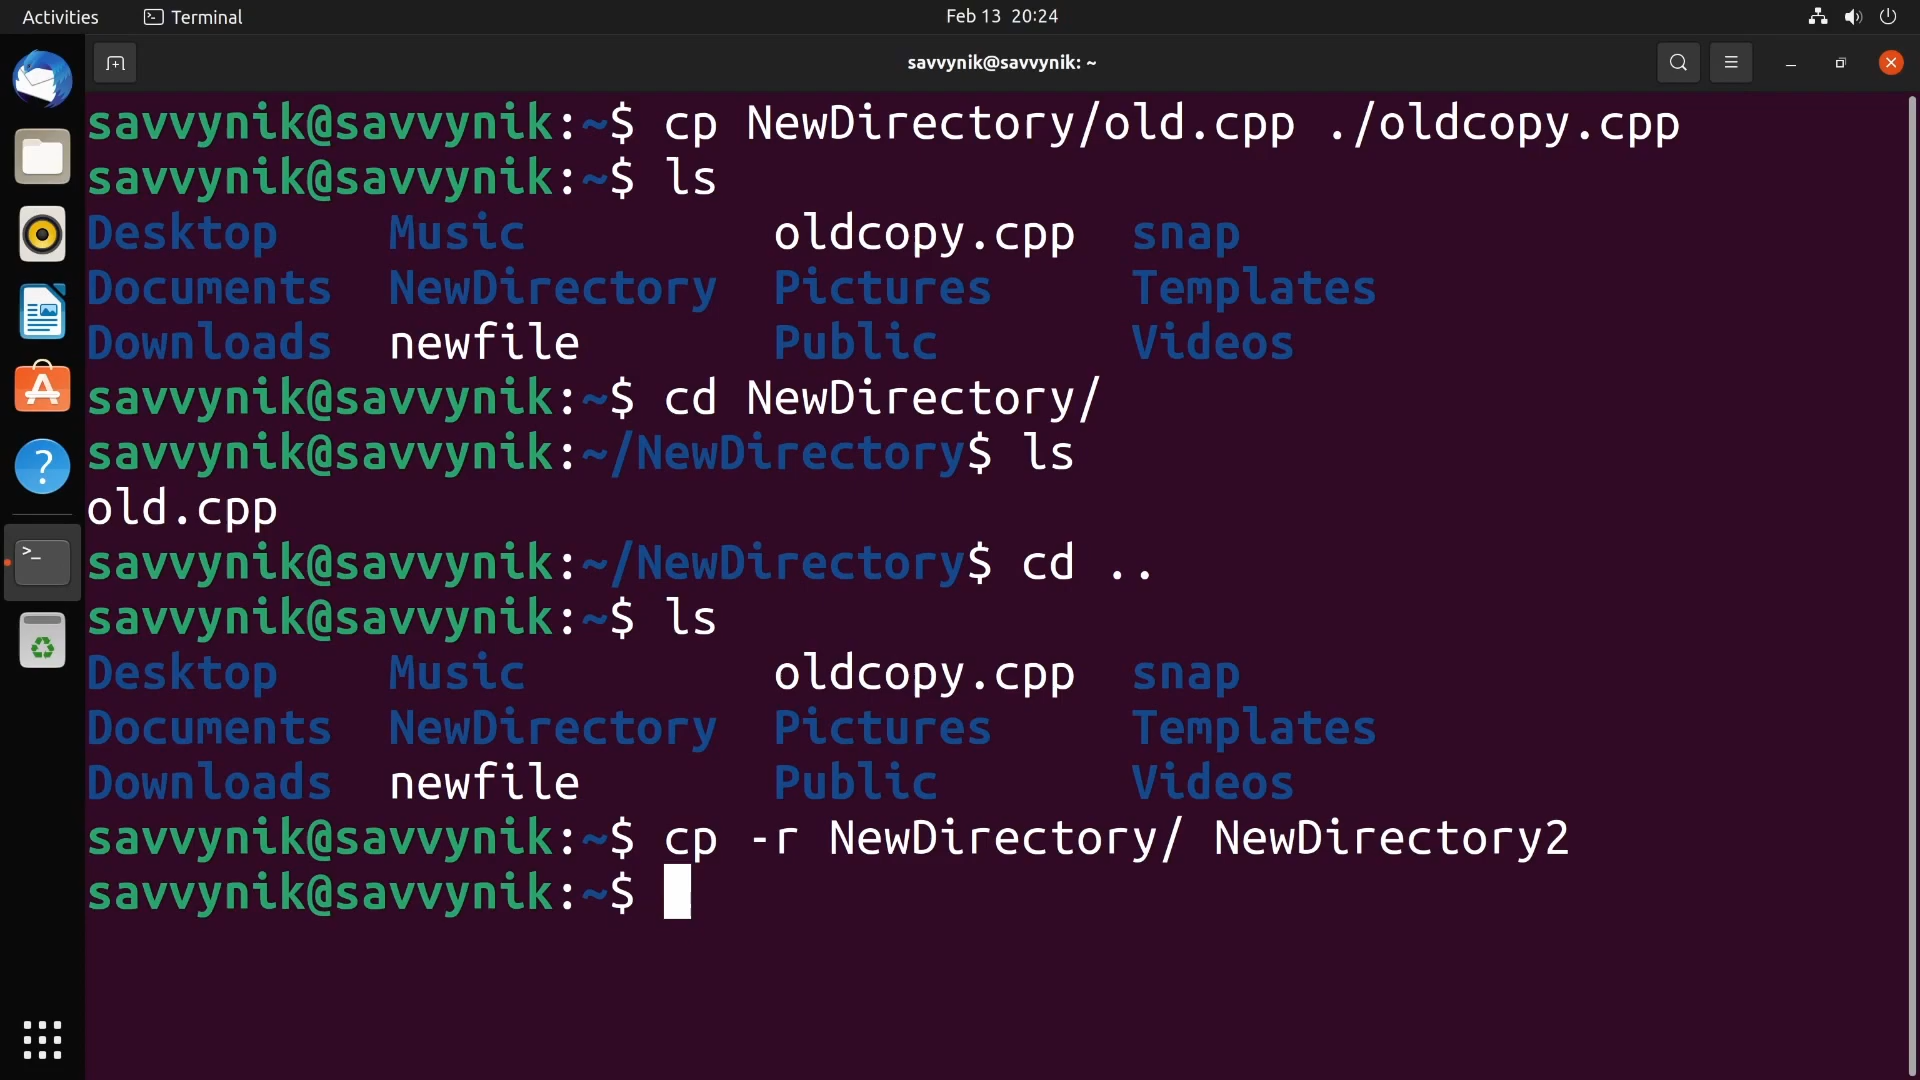 Activities Terminal Feb 13 20:24
savvynik@savvynik: ~
savvynik@savvynik:~$ cp NewDirectory/old.cpp ./oldcopy.cpp
savvynik@savvynik:~$ ls
Desktop Music oldcopy.cpp snap
Documents NewDirectory Pictures Templates
Downloads newfile Public Videos
savvynik@savvynik:~$ cd NewDirectory/
savvynik@savvynik:~/NewDirectory$ ls
old.cpp
savvynik@savvynik:~/NewDirectory$ cd ..
savvynik@savvynik:~$ ls
Desktop Music oldcopy.cpp snap
Documents NewDirectory Pictures Templates
Downloads newfile Public Videos
savvynik@savvynik:~$ cp -r NewDirectory/ NewDirectory2
savvynik@savvynik:~$